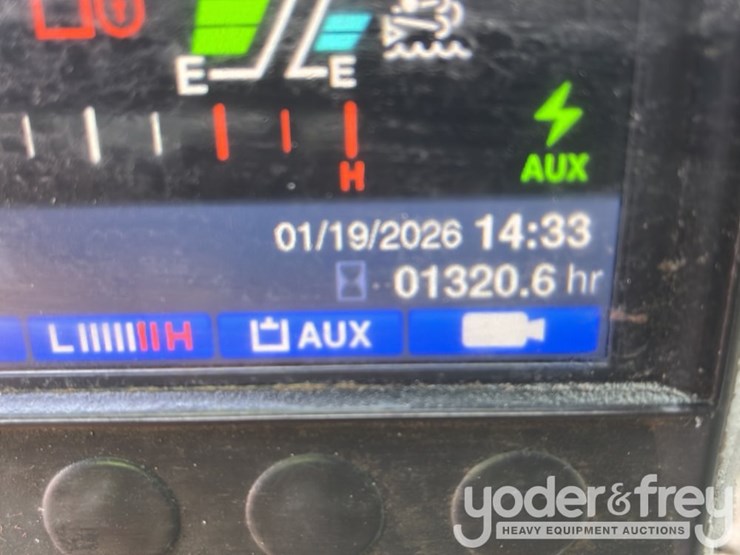 E E
H
AUX
01/19/2026 14:33
01320.6 hr
L H AUX
yoder&frey
HEAVY EQUIPMENT AUCTIONS